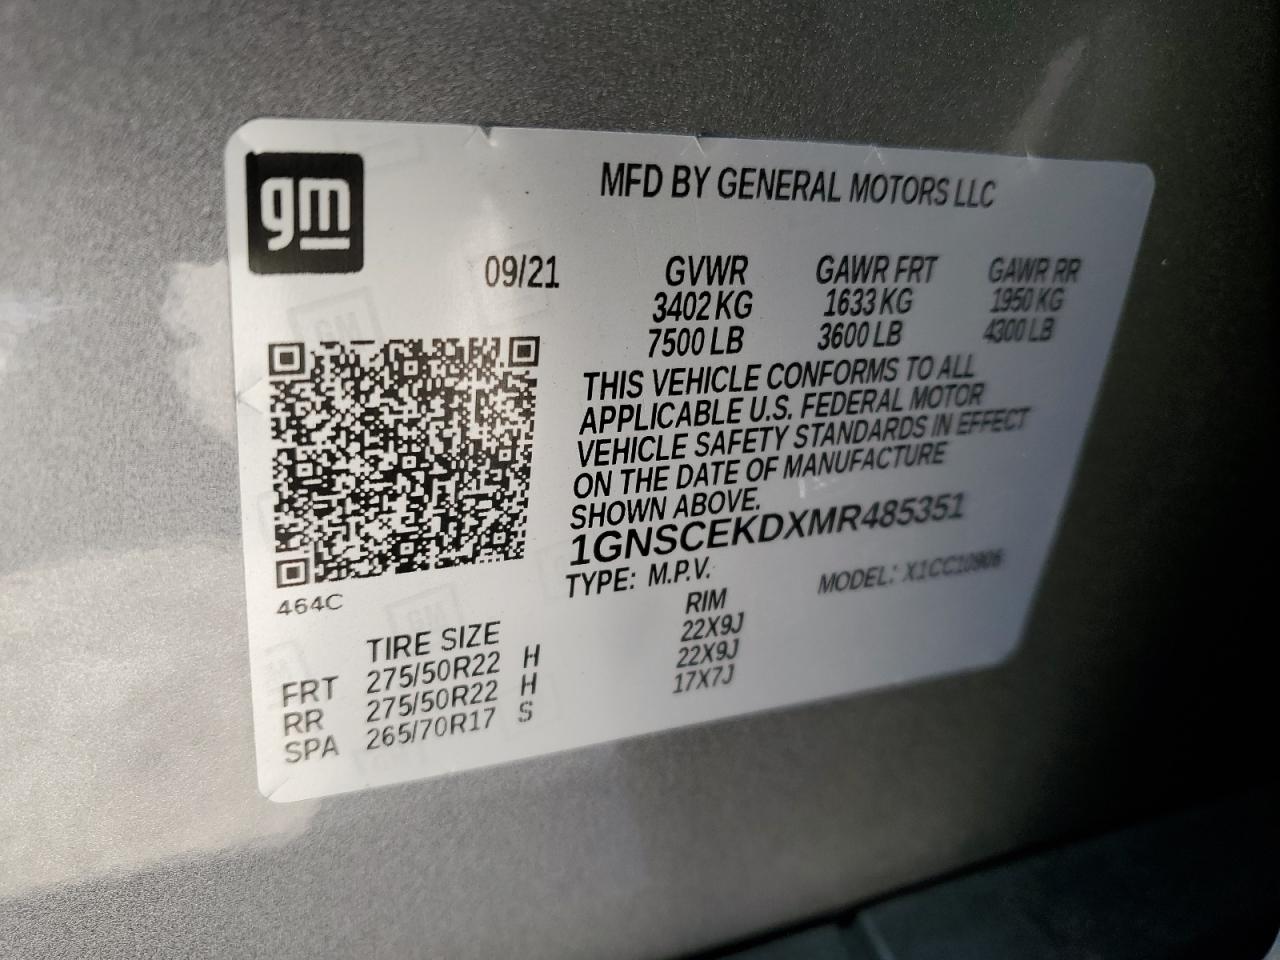 gm
MFD BY GENERAL MOTORS LLC
09/21 GVWR GAWR FRT GAWR RR
3402 KG 1633 KG 1950 KG
7500 LB 3600 LB 4300 LB
THIS VEHICLE CONFORMS TO ALL
APPLICABLE U.S. FEDERAL MOTOR
VEHICLE SAFETY STANDARDS IN EFFECT
ON THE DATE OF MANUFACTURE
SHOWN ABOVE.
1GNSCEKDXMR485351
TYPE: M.P.V. MODEL: X1CC10906
464C
TIRE SIZE RIM
FRT 275/50R22 H 22X9J
RR 275/50R22 H 22X9J
SPA 265/70R17 S 17X7J